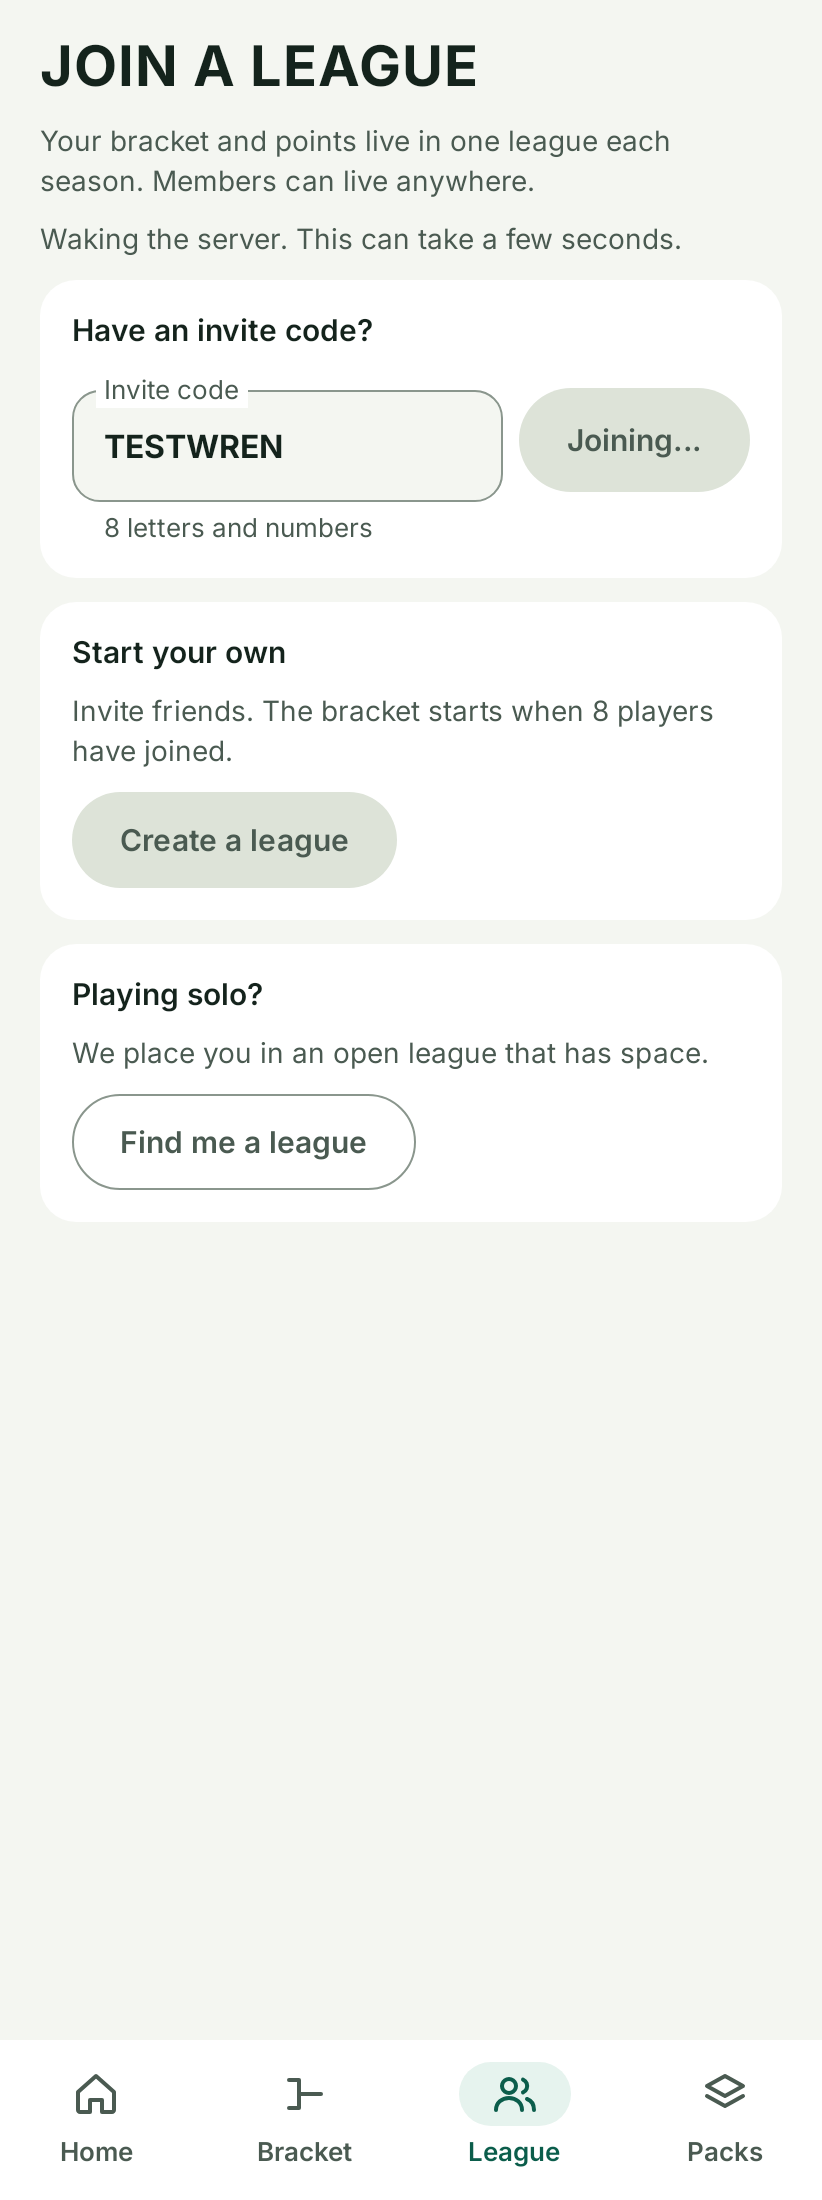 JOIN A LEAGUE
Your bracket and points live in one league each
season. Members can live anywhere.
Waking the server. This can take a few seconds.
Have an invite code?
Invite code
TESTWREN
Joining...
8 letters and numbers
Start your own
Invite friends. The bracket starts when 8 players
have joined.
Create a league
Playing solo?
We place you in an open league that has space.
Find me a league
Home
Bracket
League
Packs